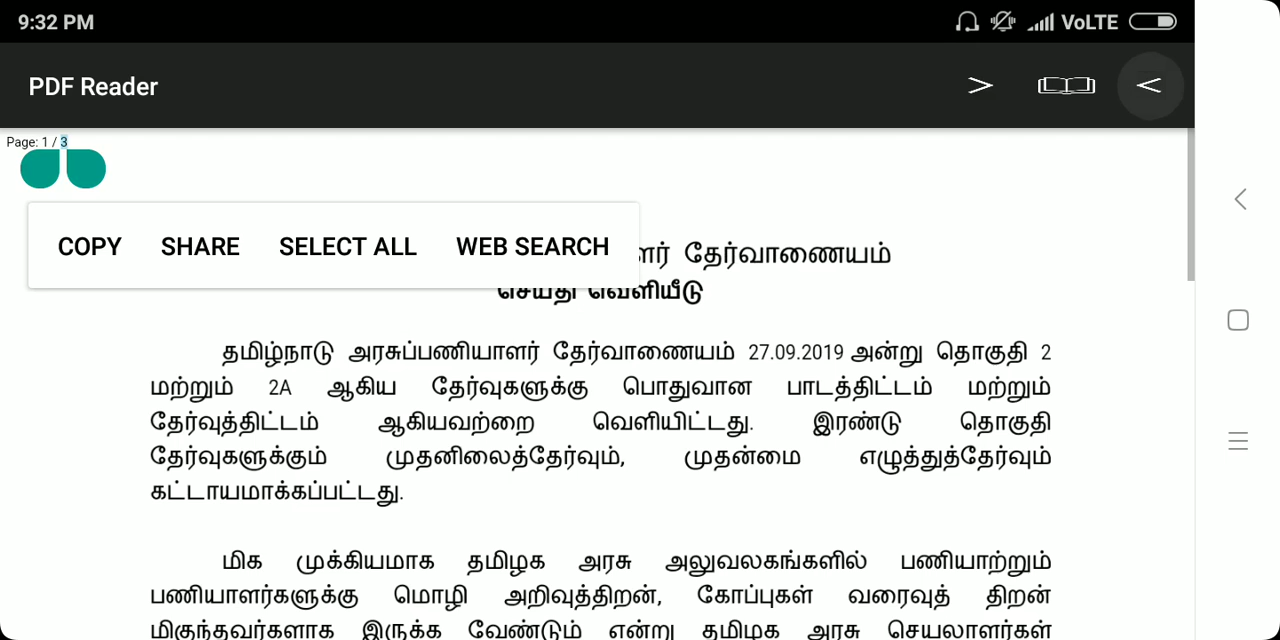 9:32 PM VoLTE
PDF Reader > <
Page: 1 / 3
COPY SHARE SELECT ALL WEB SEARCH
தேர்வாணையம்
செய்தி வெளியீடு
தமிழ்நாடு அரசுப்பணியாளர் தேர்வாணையம் 27.09.2019 அன்று தொகுதி 2
மற்றும் 2A ஆகிய தேர்வுகளுக்கு பொதுவான பாடத்திட்டம் மற்றும்
தேர்வுத்திட்டம் ஆகியவற்றை வெளியிட்டது. இரண்டு தொகுதி
தேர்வுகளுக்கும் முதனிலைத்தேர்வும், முதன்மை எழுத்துத்தேர்வும்
கட்டாயமாக்கப்பட்டது.
மிக முக்கியமாக தமிழக அரசு அலுவலகங்களில் பணியாற்றும்
பணியாளர்களுக்கு மொழி அறிவுத்திறன், கோப்புகள் வரைவுத் திறன்
மிகுந்தவர்களாக இருக்க வேண்டும் என்று தமிழக அரசு செயலாளர்கள்